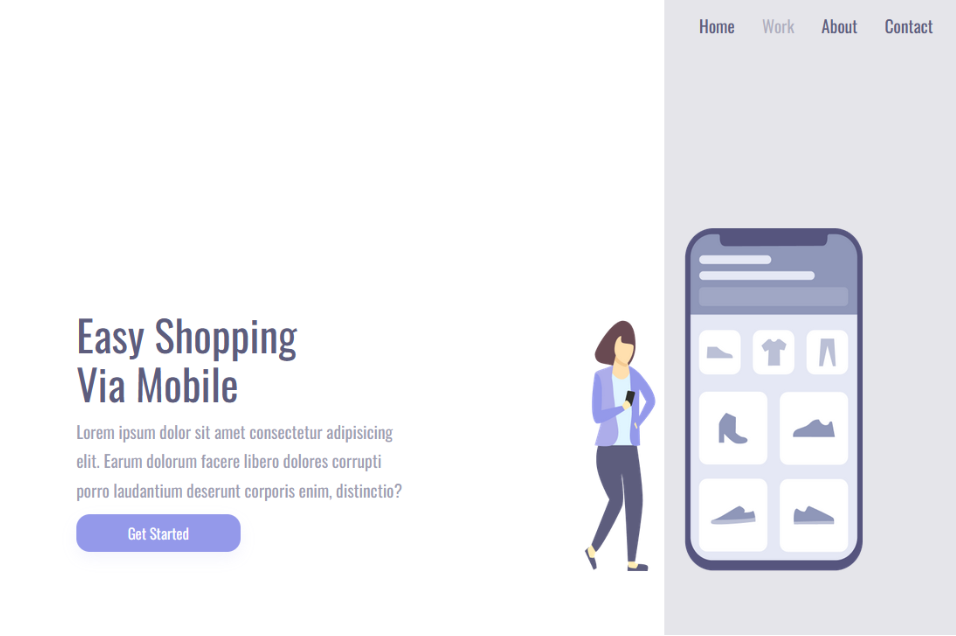 Home Work About Contact
Easy Shopping
Via Mobile
Lorem ipsum dolor sit amet consectetur adipisicing
elit. Earum dolorum facere libero dolores corrupti
porro laudantium deserunt corporis enim, distinctio?
Get Started